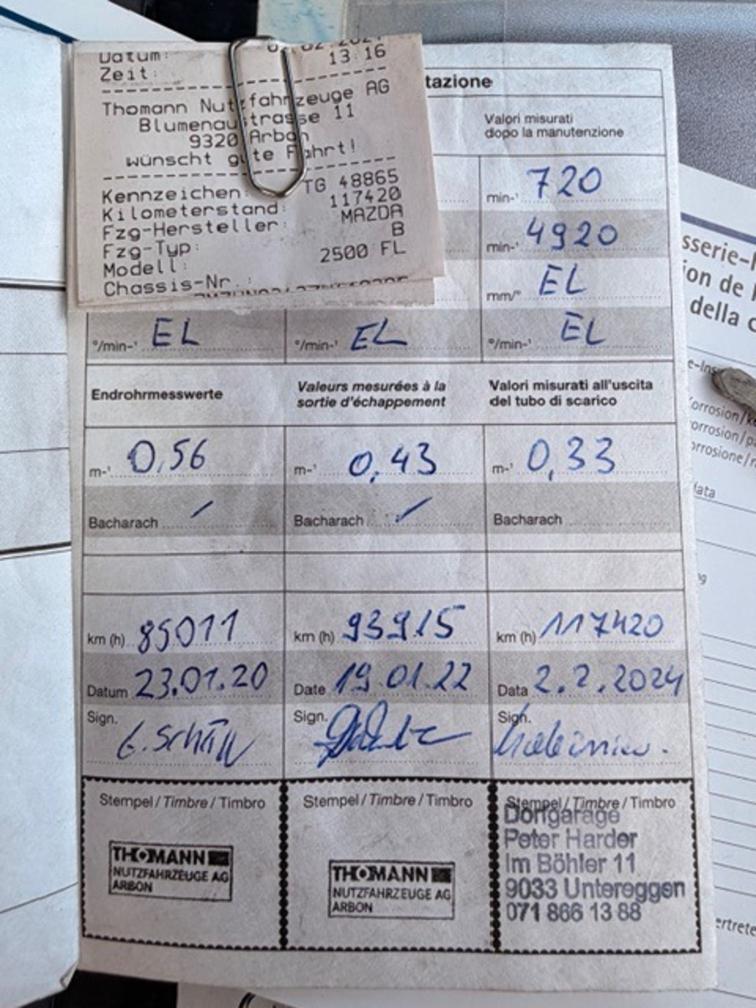 Datum:
Zeit: 13:16
Thomann Nutzfahrzeuge AG
Blumenaustrasse 11
9320 Arbon
wünscht gute Fahrt!
Kennzeichen: TG 48865
Kilometerstand: 117420
Fzg-Hersteller: MAZDA
Fzg-Typ: B
Modell: 2500 FL
Chassis-Nr.:
tazione
Valori misurati
dopo la manutenzione
min-¹ 720
min-¹ 4920
mm/° EL
°/min-¹ EL °/min-¹ EL °/min-¹ EL
Endrohrmesswerte
Valeurs mesurées à la
sortie d'échappement
Valori misurati all'uscita
del tubo di scarico
m-¹ 0,56 m-¹ 0,43 m-¹ 0,33
Bacharach / Bacharach / Bacharach
km (h) 85011 km (h) 93915 km (h) 117420
Datum 23.01.20 Date 19.01.22 Data 2.2.2024
Sign. Sign. Sign.
Stempel / Timbre / Timbro Stempel / Timbre / Timbro Stempel / Timbre / Timbro
THOMANN
NUTZFAHRZEUGE AG
ARBON
THOMANN
NUTZFAHRZEUGE AG
ARBON
Dorfgarage
Peter Harder
Im Böhler 11
9033 Untereggen
071 866 13 88
sserie-
ion de
della c